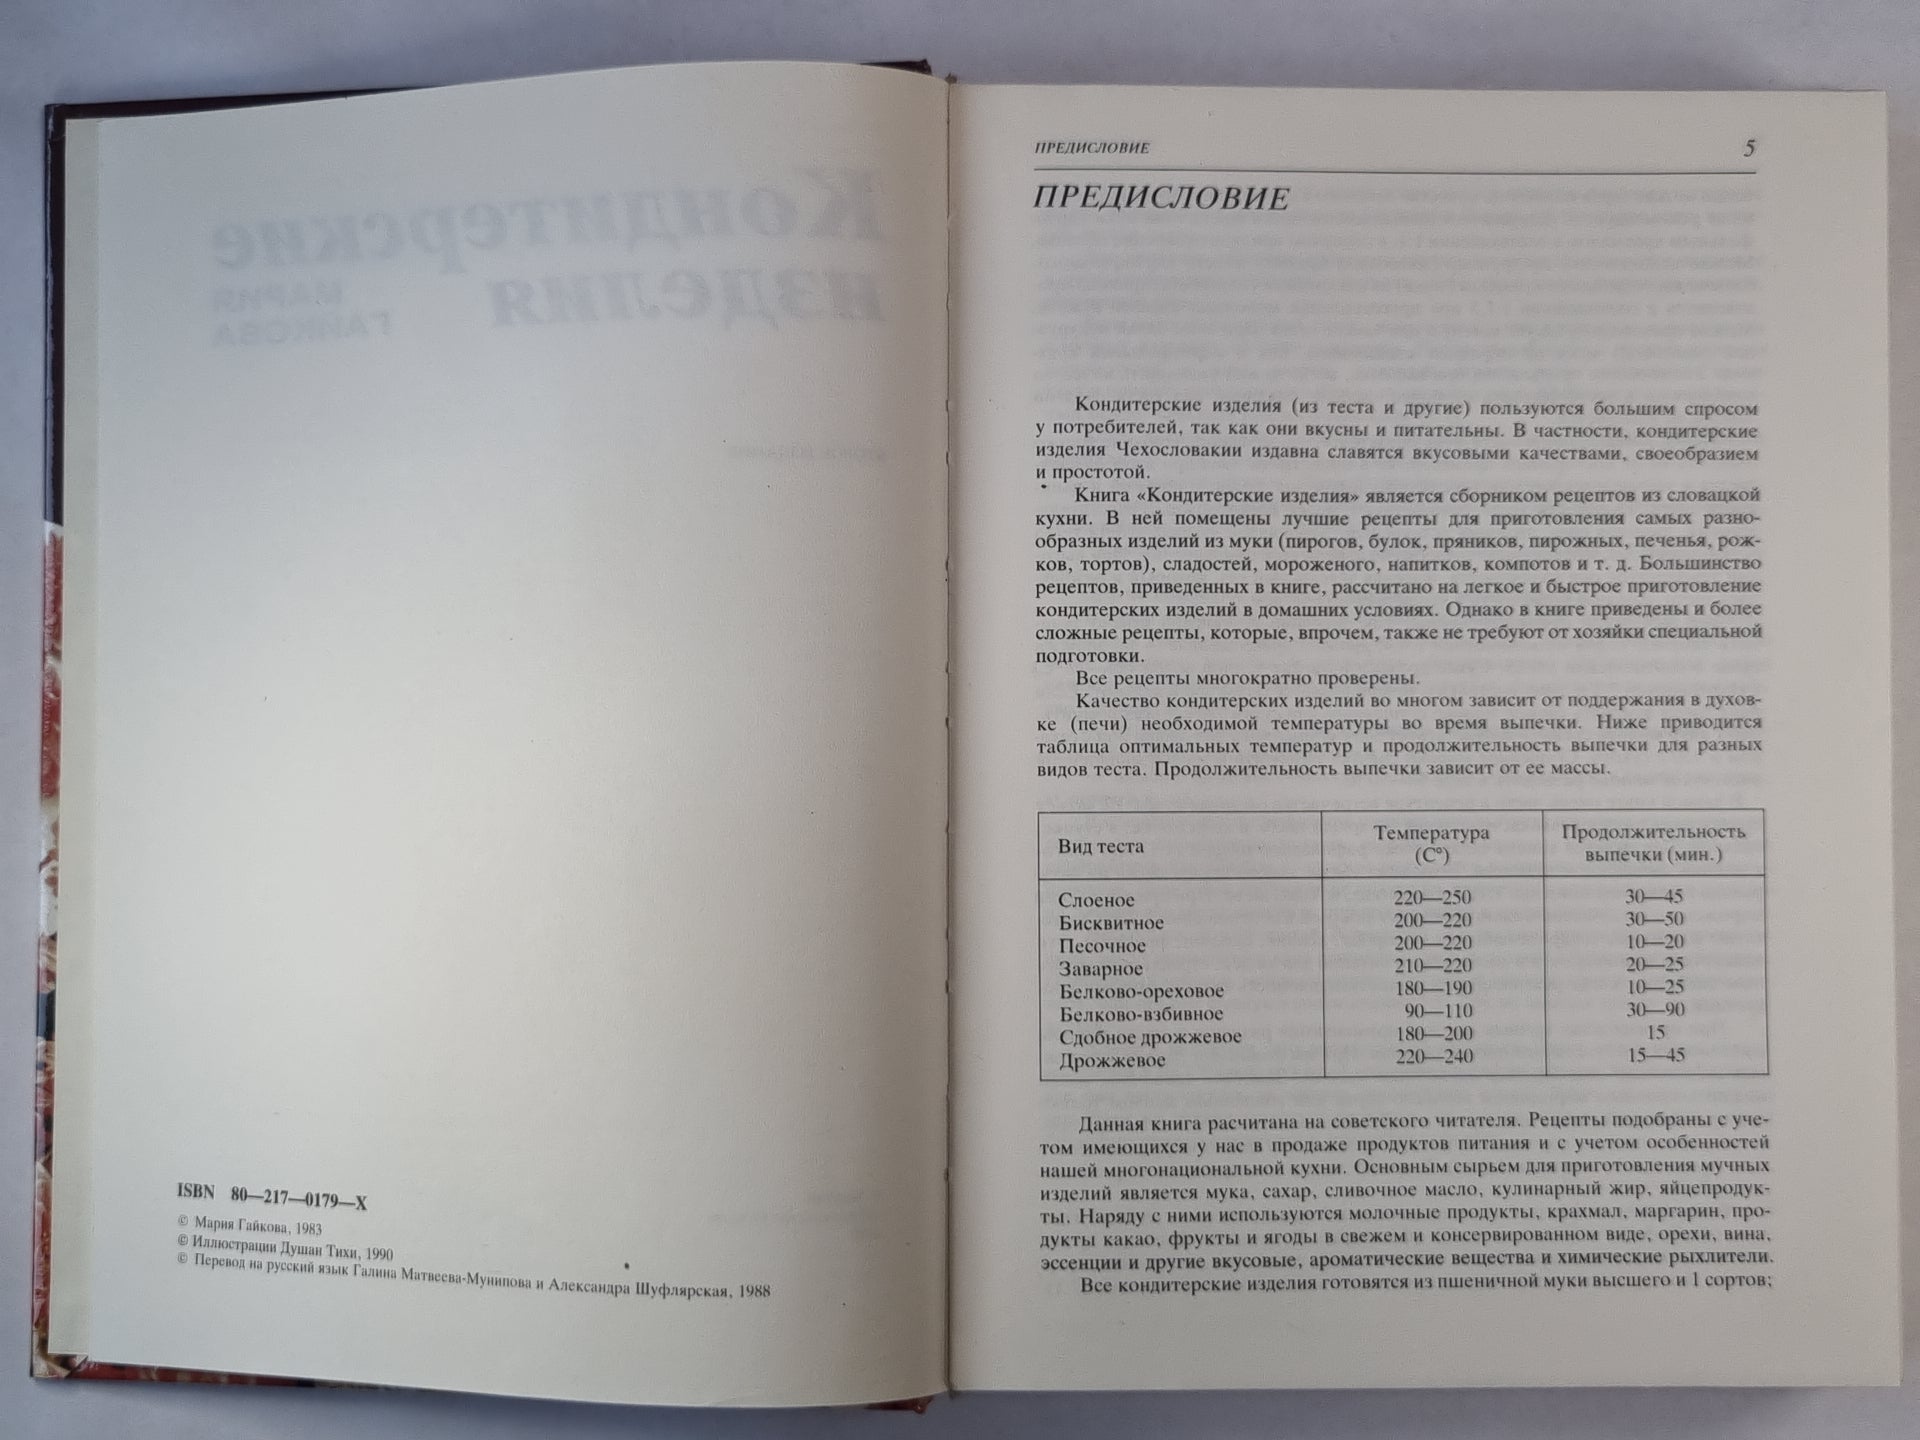 ISBN 80—217—0179—X
© Мария Гайкова, 1983
© Иллюстрации Душан Тихи, 1990
© Перевод на русский язык Галина Матвеева-Мунипова и Александра Шуфлярская, 1988
ПРЕДИСЛОВИЕ 5
ПРЕДИСЛОВИЕ
Кондитерские изделия (из теста и другие) пользуются большим спросом
у потребителей, так как они вкусны и питательны. В частности, кондитерские
изделия Чехословакии издавна славятся вкусовыми качествами, своеобразием
и простотой.
Книга «Кондитерские изделия» является сборником рецептов из словацкой
кухни. В ней помещены лучшие рецепты для приготовления самых разно-
образных изделий из муки (пирогов, булок, пряников, пирожных, печенья, рож-
ков, тортов), сладостей, мороженого, напитков, компотов и т. д. Большинство
рецептов, приведенных в книге, рассчитано на легкое и быстрое приготовление
кондитерских изделий в домашних условиях. Однако в книге приведены и более
сложные рецепты, которые, впрочем, также не требуют от хозяйки специальной
подготовки.
Все рецепты многократно проверены.
Качество кондитерских изделий во многом зависит от поддержания в духов-
ке (печи) необходимой температуры во время выпечки. Ниже приводится
таблица оптимальных температур и продолжительность выпечки для разных
видов теста. Продолжительность выпечки зависит от ее массы.
Вид теста Температура (С°) Продолжительность выпечки (мин.)
Слоеное 220—250 30—45
Бисквитное 200—220 30—50
Песочное 200—220 10—20
Заварное 210—220 20—25
Белково-ореховое 180—190 10—25
Белково-взбивное 90—110 30—90
Сдобное дрожжевое 180—200 15
Дрожжевое 220—240 15—45
Данная книга расчитана на советского читателя. Рецепты подобраны с уче-
том имеющихся у нас в продаже продуктов питания и с учетом особенностей
нашей многонациональной кухни. Основным сырьем для приготовления мучных
изделий является мука, сахар, сливочное масло, кулинарный жир, яйцепродук-
ты. Наряду с ними используются молочные продукты, крахмал, маргарин, про-
дукты какао, фрукты и ягоды в свежем и консервированном виде, орехи, вина,
эссенции и другие вкусовые, ароматические вещества и химические рыхлители.
Все кондитерские изделия готовятся из пшеничной муки высшего и 1 сортов;